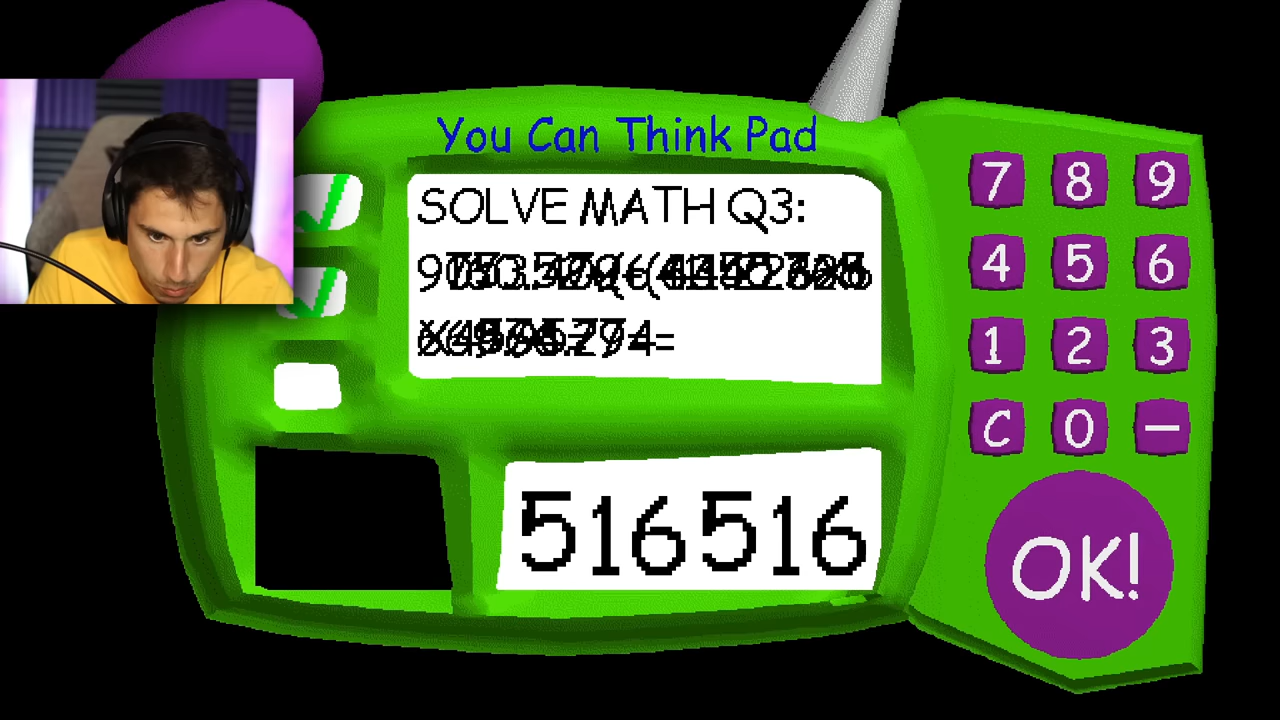 You Can Think Pad
SOLVE MATH Q3:
516516
7 8 9
4 5 6
1 2 3
C 0 —
OK!